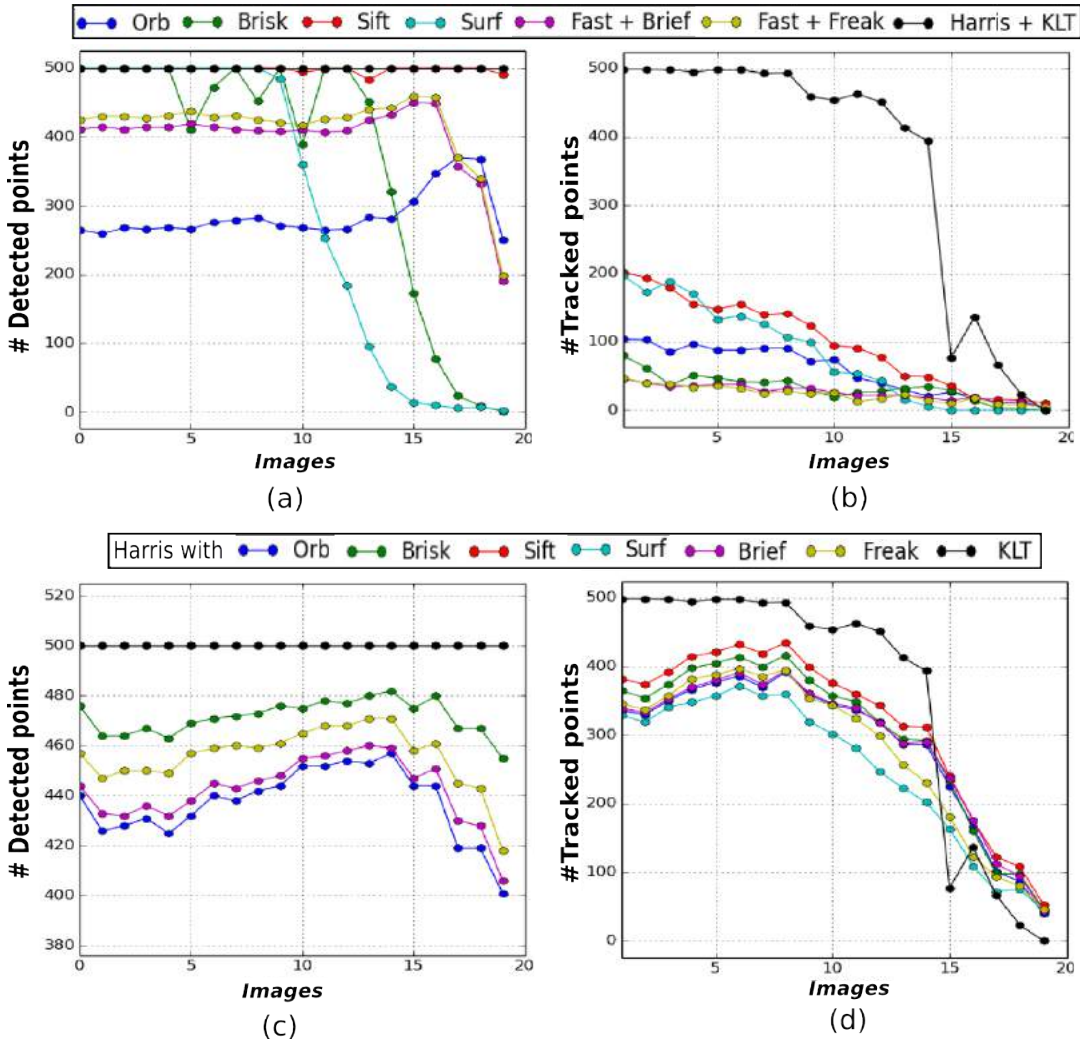 Orb Brisk Sift Surf Fast + Brief Fast + Freak Harris + KLT
# Detected points
500
400
300
200
100
0
0 5 10 15 20
Images
(a)
#Tracked points
500
400
300
200
100
0
5 10 15 20
Images
(b)
Harris with Orb Brisk Sift Surf Brief Freak KLT
# Detected points
520
500
480
460
440
420
400
380
0 5 10 15 20
Images
(c)
#Tracked points
500
400
300
200
100
0
5 10 15 20
Images
(d)